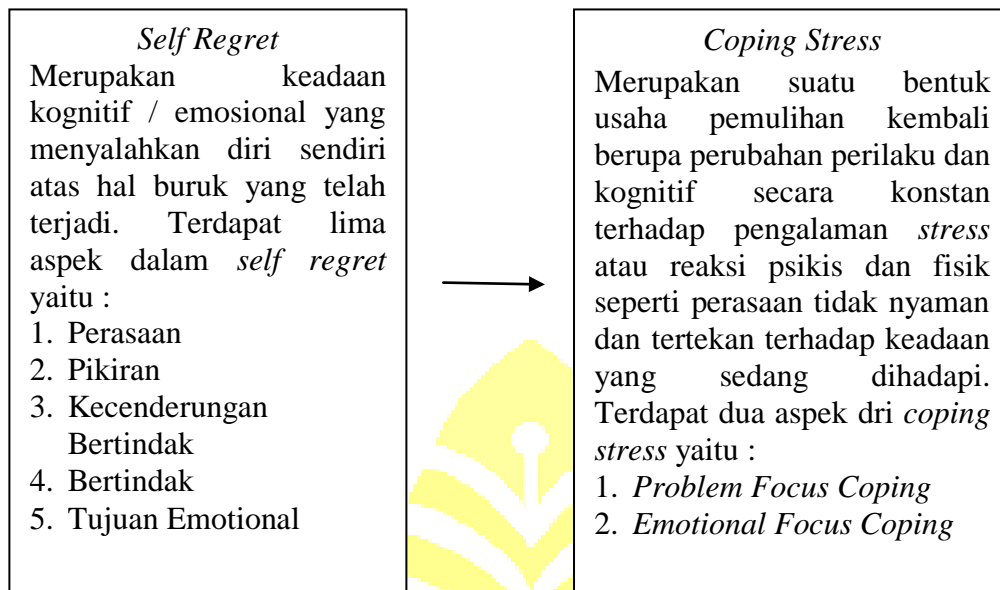 Self Regret
Merupakan keadaan
kognitif / emosional yang
menyalahkan diri sendiri
atas hal buruk yang telah
terjadi. Terdapat lima
aspek dalam self regret
yaitu :
1. Perasaan
2. Pikiran
3. Kecenderungan
Bertindak
4. Bertindak
5. Tujuan Emotional
Coping Stress
Merupakan suatu bentuk
usaha pemulihan kembali
berupa perubahan perilaku dan
kognitif secara konstan
terhadap pengalaman stress
atau reaksi psikis dan fisik
seperti perasaan tidak nyaman
dan tertekan terhadap keadaan
yang sedang dihadapi.
Terdapat dua aspek dri coping
stress yaitu :
1. Problem Focus Coping
2. Emotional Focus Coping